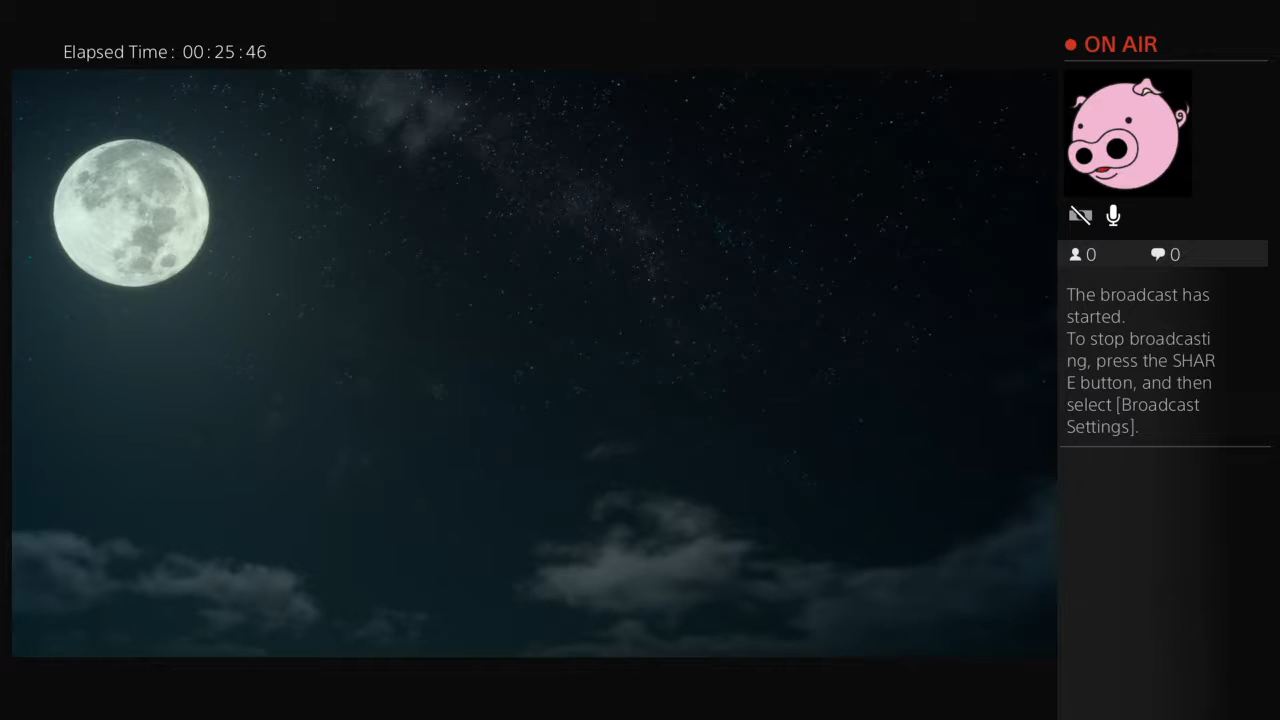 Elapsed Time: 00:25:46
ON AIR
0 0
The broadcast has
started.
To stop broadcasti
ng, press the SHAR
E button, and then
select [Broadcast
Settings].